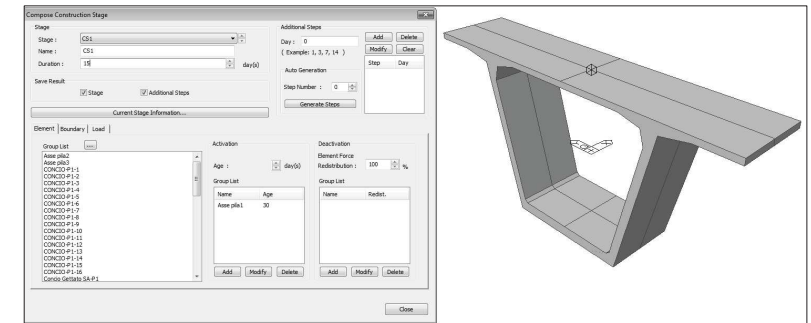 Compose Construction Stage
Stage
Stage : CS1
Name : CS1
Duration : 15 day(s)
Save Result
Stage Additional Steps
Current Stage Information...
Additional Steps
Day : 0 Add Delete
( Example: 1, 3, 7, 14 ) Modify Clear
Step Day
Auto Generation
Step Number : 0
Generate Steps
Element Boundary Load
Group List ...
Asse pila2
Asse pila3
CONCIO-P1-1
CONCIO-P1-2
CONCIO-P1-3
CONCIO-P1-4
CONCIO-P1-5
CONCIO-P1-6
CONCIO-P1-7
CONCIO-P1-8
CONCIO-P1-9
CONCIO-P1-10
CONCIO-P1-11
CONCIO-P1-12
CONCIO-P1-13
CONCIO-P1-14
CONCIO-P1-15
CONCIO-P1-16
Concio Gettato SA-P1
Activation
Age : day(s)
Group List
Name Age
Asse pila1 30
Add Modify Delete
Deactivation
Element Force
Redistribution : 100 %
Group List
Name Redist.
Add Modify Delete
Close